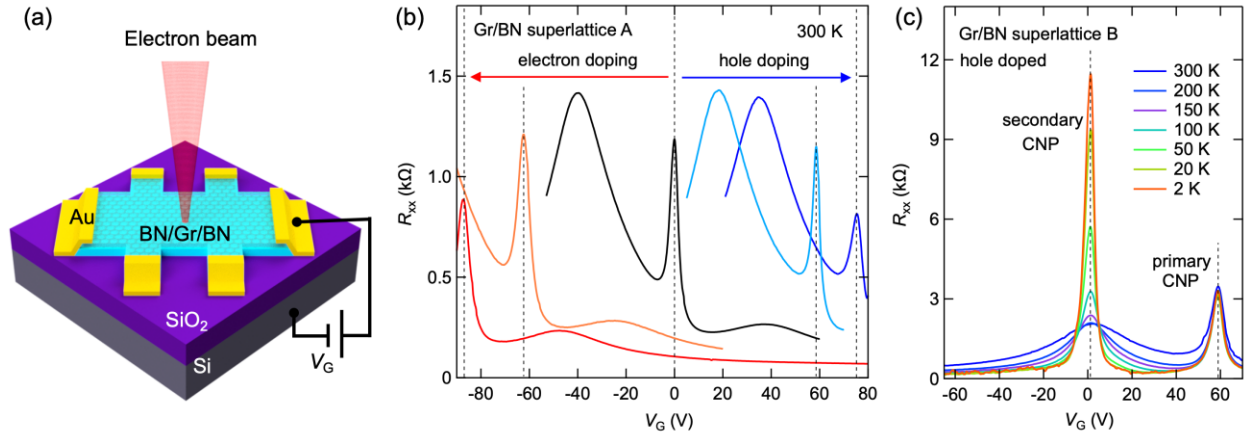 (a)
Electron beam
Au
BN/Gr/BN
SiO2
Si
VG
(b)
Gr/BN superlattice A
300 K
electron doping
hole doping
Rxx (kΩ)
1.5
1.0
0.5
0
-80 -60 -40 -20 0 20 40 60 80
VG (V)
(c)
Gr/BN superlattice B
hole doped
secondary
CNP
primary
CNP
300 K
200 K
150 K
100 K
50 K
20 K
2 K
Rxx (kΩ)
12
9
6
3
0
-60 -40 -20 0 20 40 60
VG (V)